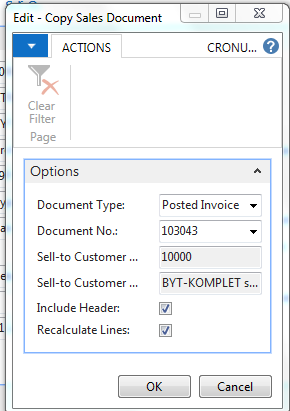 Edit - Copy Sales Document
ACTIONS
CRONU...
Clear
Filter
Page
Options
Document Type: Posted Invoice
Document No.: 103043
Sell-to Customer ... 10000
Sell-to Customer ... BYT-KOMPLET s...
Include Header:
Recalculate Lines:
OK Cancel